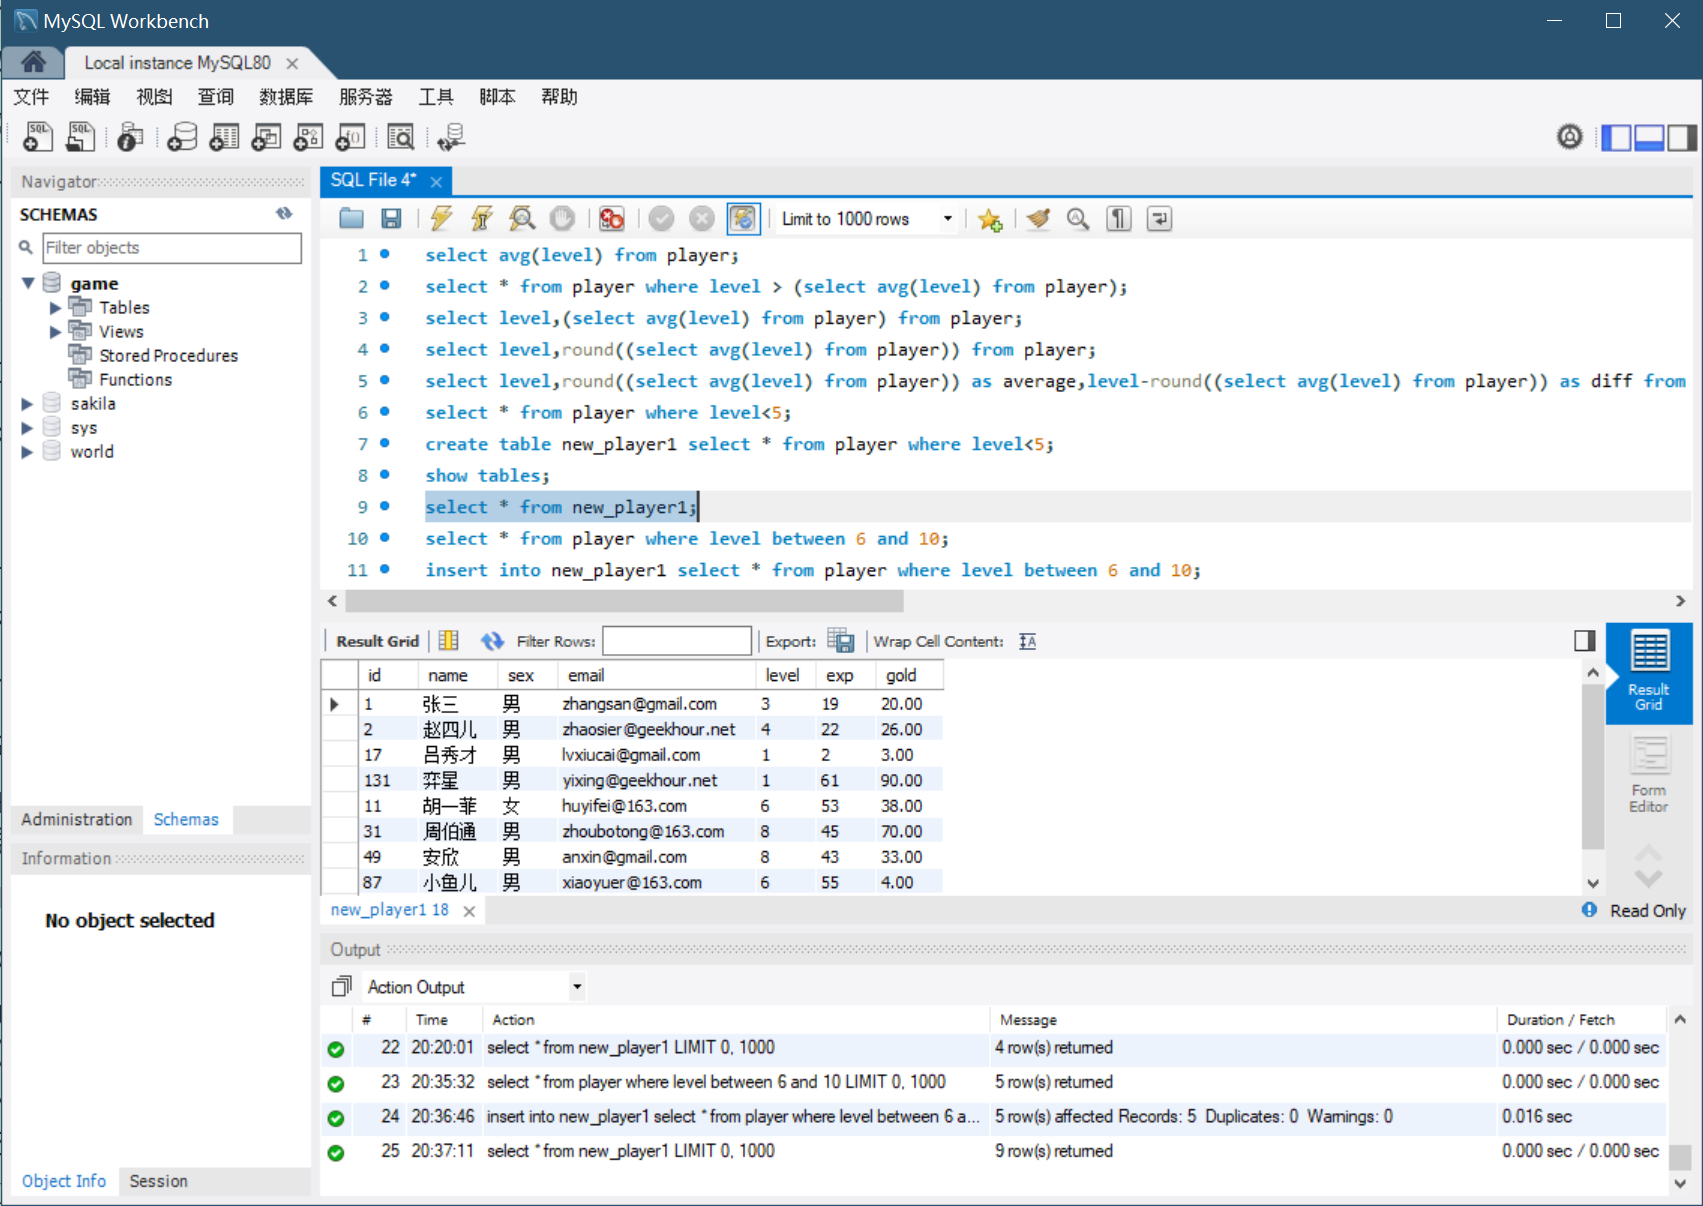 MySQL Workbench
Local instance MySQL80
文件 编辑 视图 查询 数据库 服务器 工具 脚本 帮助
Navigator
SCHEMAS
Filter objects
game
Tables
Views
Stored Procedures
Functions
sakila
sys
world
Administration Schemas
Information
No object selected
Object Info Session
SQL File 4*
Limit to 1000 rows
1 select avg(level) from player;
2 select * from player where level > (select avg(level) from player);
3 select level,(select avg(level) from player) from player;
4 select level,round((select avg(level) from player)) from player;
5 select level,round((select avg(level) from player)) as average,level-round((select avg(level) from player)) as diff from
6 select * from player where level<5;
7 create table new_player1 select * from player where level<5;
8 show tables;
9 select * from new_player1;
10 select * from player where level between 6 and 10;
11 insert into new_player1 select * from player where level between 6 and 10;
Result Grid Filter Rows: Export: Wrap Cell Content:
id name sex email level exp gold
1 张三 男 zhangsan@gmail.com 3 19 20.00
2 赵四儿 男 zhaosier@geekhour.net 4 22 26.00
17 吕秀才 男 lvxiucai@gmail.com 1 2 3.00
131 弈星 男 yixing@geekhour.net 1 61 90.00
11 胡一菲 女 huyifei@163.com 6 53 38.00
31 周伯通 男 zhoubotong@163.com 8 45 70.00
49 安欣 男 anxin@gmail.com 8 43 33.00
87 小鱼儿 男 xiaoyuer@163.com 6 55 4.00
Result
Grid
Form
Editor
new_player1 18
Read Only
Output
Action Output
# Time Action Message Duration / Fetch
22 20:20:01 select * from new_player1 LIMIT 0, 1000 4 row(s) returned 0.000 sec / 0.000 sec
23 20:35:32 select * from player where level between 6 and 10 LIMIT 0, 1000 5 row(s) returned 0.000 sec / 0.000 sec
24 20:36:46 insert into new_player1 select * from player where level between 6 a... 5 row(s) affected Records: 5 Duplicates: 0 Warnings: 0 0.016 sec
25 20:37:11 select * from new_player1 LIMIT 0, 1000 9 row(s) returned 0.000 sec / 0.000 sec